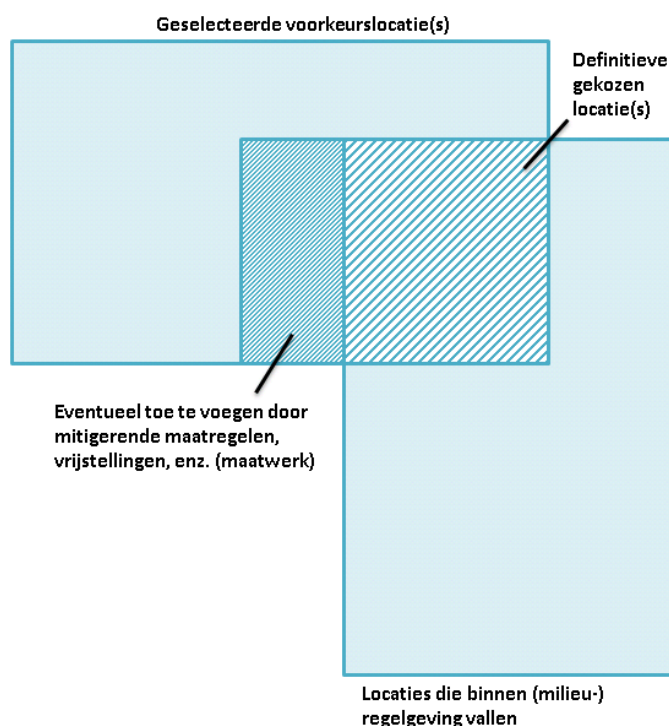 Geselecteerde voorkeurslocatie(s)
Definitieve
gekozen
locatie(s)
Eventueel toe te voegen door
mitigerende maatregelen,
vrijstellingen, enz. (maatwerk)
Locaties die binnen (milieu-)
regelgeving vallen